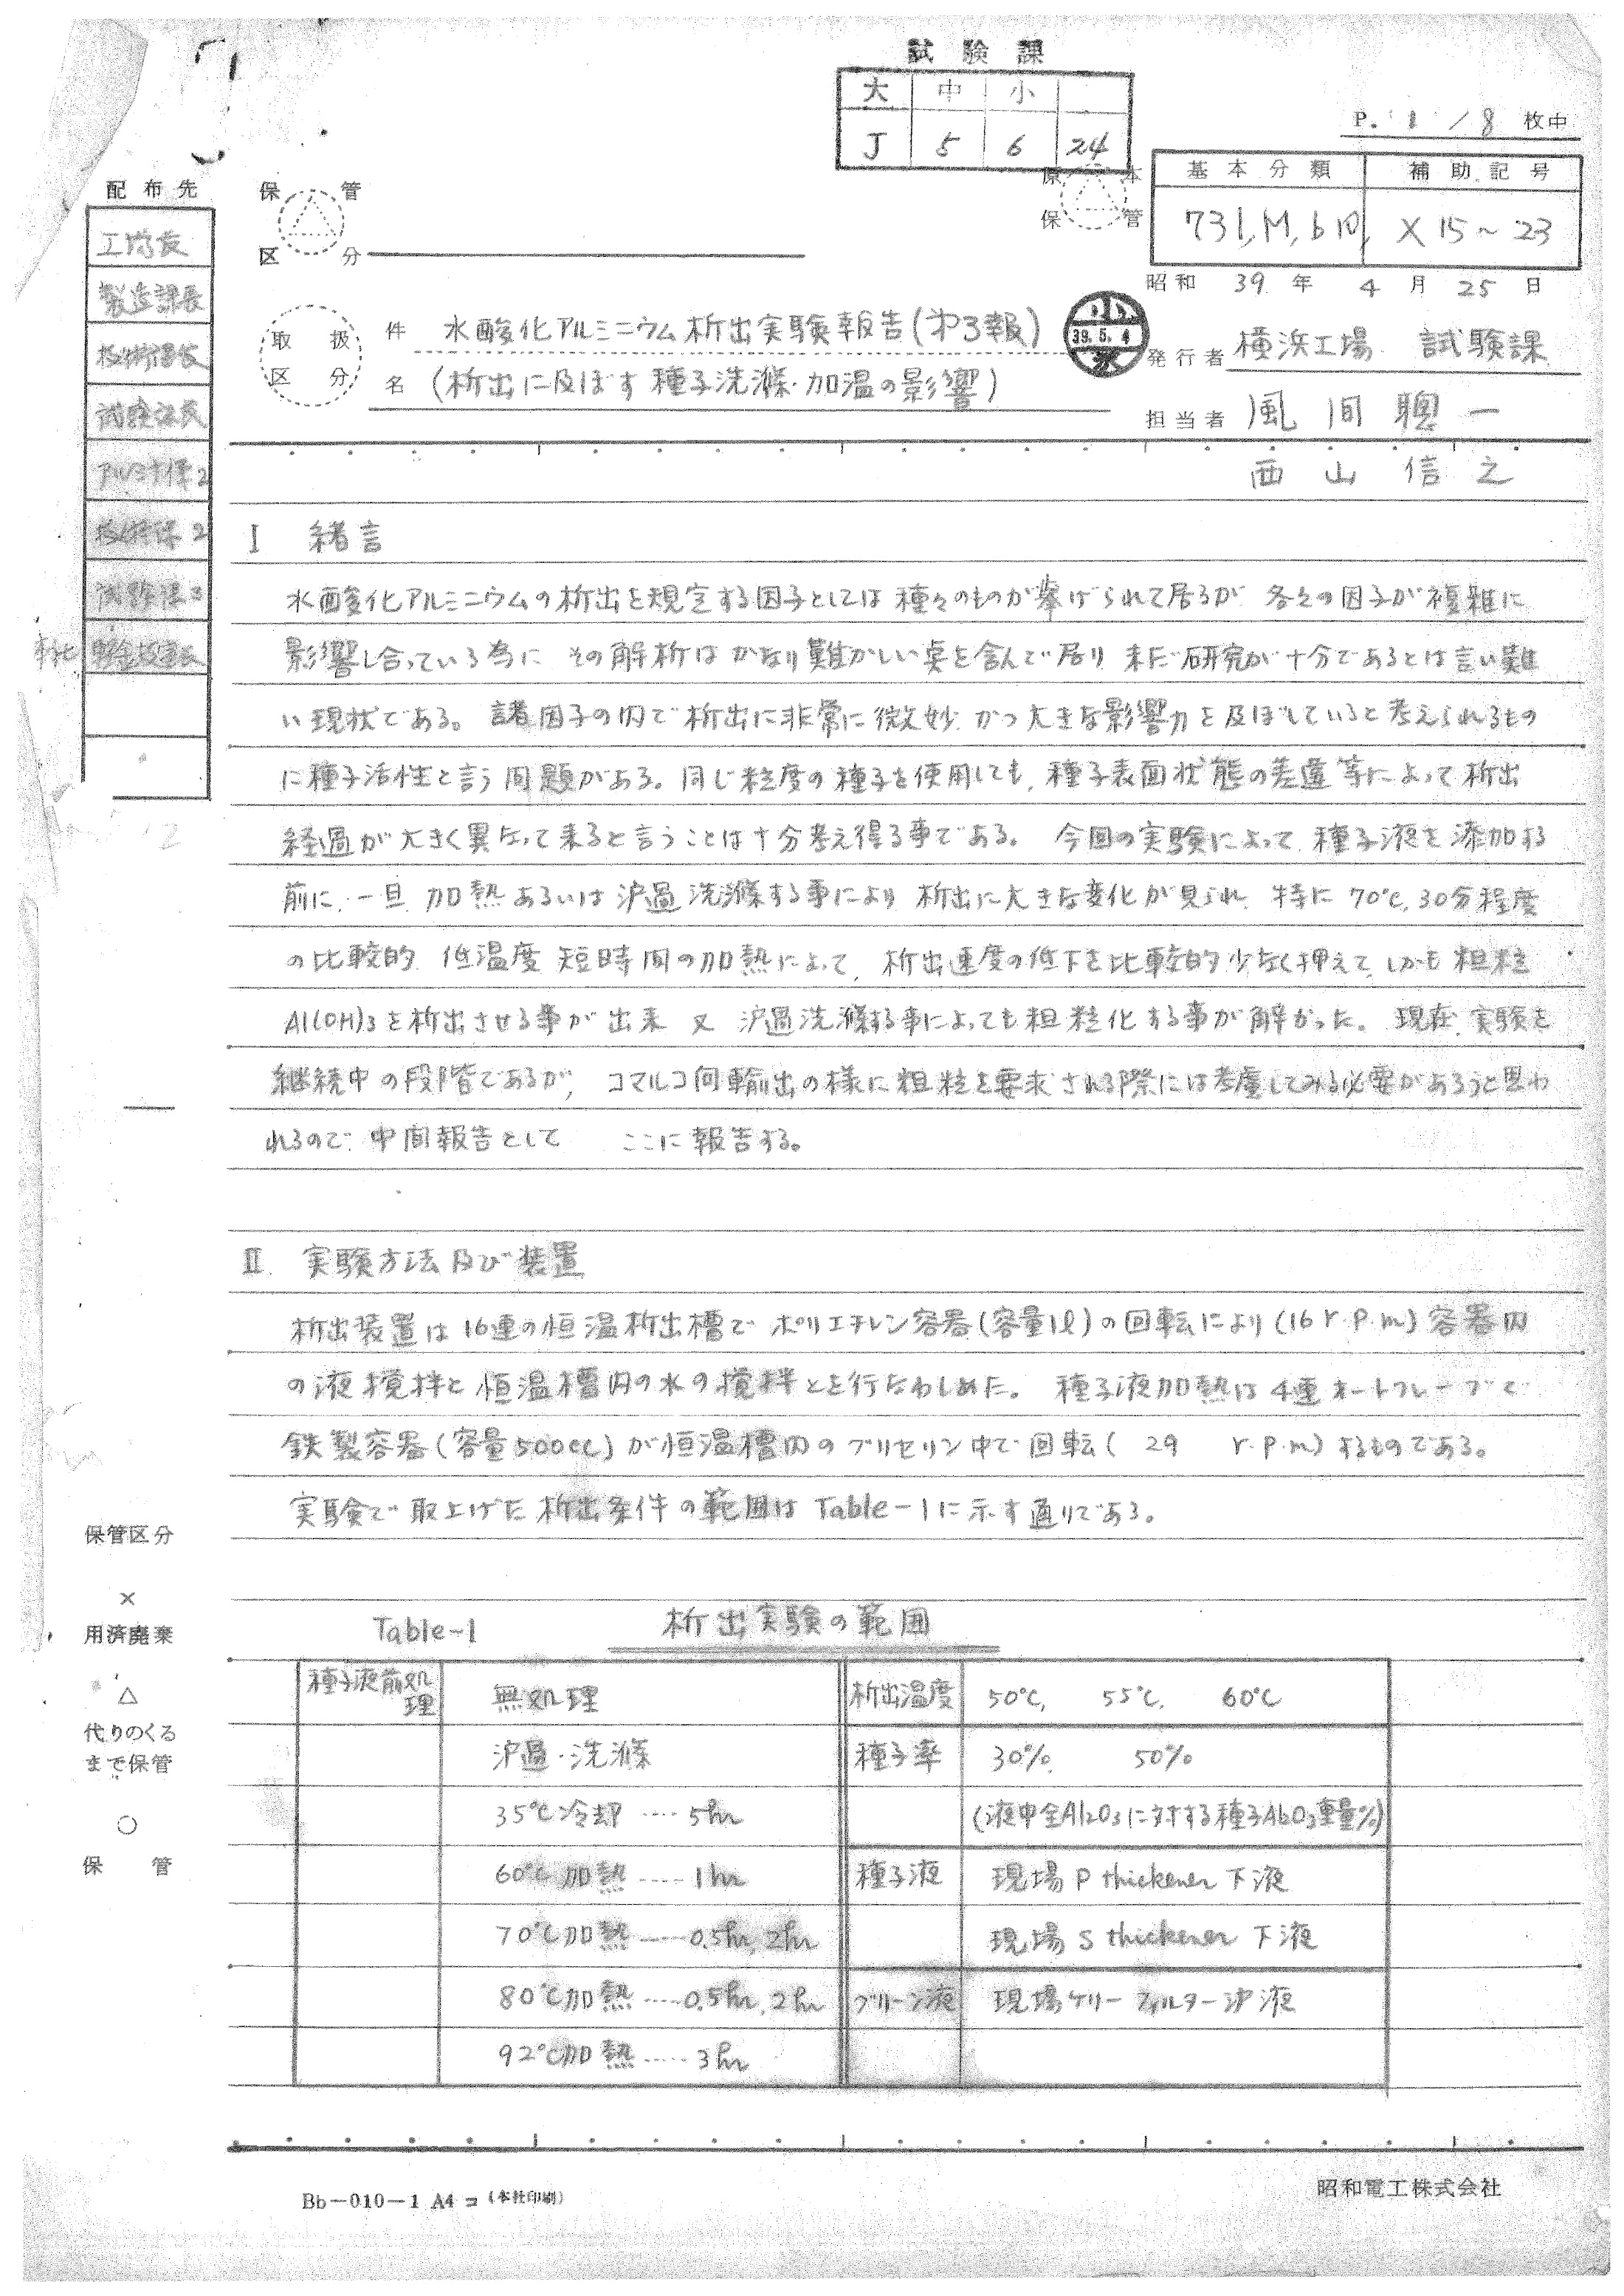 試験課
大 中 小
J 5 6 24
P. 1 / 8 枚中
配布先
保管区分
原本保管
基本分類 補助記号
731, M, b10, X 15～23
昭和 39 年 4 月 25 日
工場長
製造課長
技術課長
試験課長
アルミナ係 2
技術係 2
試験課 3
取扱区分
件名 水酸化アルミニウム析出実験報告(才3報)
(析出に及ぼす種子洗滌・加温の影響)
39.5.4
発行者 横浜工場 試験課
担当者 風間聰一
西山信之
I 緒言
水酸化アルミニウムの析出を規定する因子としては種々のものが挙げられて居るが 各々の因子が複雑に
影響し合っている為に その解析はかなり難かしい点を含んで居り 未だ研究が十分であるとは言い難
い現状である。諸因子の内で析出に非常に微妙 かつ大きな影響力を及ぼしていると考えられるもの
に種子活性と言う問題がある。同じ粒度の種子を使用しても、種子表面状態の差違等によって析出
経過が大きく異なって来ると言うことは十分考え得る事である。 今回の実験によって 種子液を添加する
前に、一旦 加熱あるいは沪過洗滌する事により 析出に大きな変化が見られ 特に 70℃, 30分程度
の比較的 低温度 短時間の加熱によって、析出速度の低下を比較的少なく押えて、しかも粗粒
Al(OH)3を析出させる事が出来 又 沪過洗滌する事によっても粗粒化する事が解かった。現在、実験を
継続中の段階であるが、コマルコ向輸出の様に粗粒を要求される際には考慮してみる必要があろうと思わ
れるので 中間報告として ここに報告する。
II. 実験方法及び装置
析出装置は16連の恒温析出槽で ポリエチレン容器(容量1ℓ)の回転により(16 r.p.m) 容器内
の液撹拌と恒温槽内の水の撹拌とを行なわしめた。 種子液加熱は4連オートクレーブで
鉄製容器(容量500cc)が恒温槽内のグリセリン中で回転( 29 r.p.m)するものである。
実験で取上げた析出条件の範囲はTable-1に示す通りである。
Table-1 析出実験の範囲
種子液前処理 無処理 析出温度 50℃, 55℃, 60℃
沪過・洗滌 種子率 30%, 50%
35℃冷却 ‥‥ 5hr (液中全Al2O3に対する種子Al2O3重量%)
60℃加熱 ‥‥ 1hr 種子液 現場 P thickener 下液
70℃加熱 ‥‥ 0.5hr, 2hr 現場 S thickener 下液
80℃加熱 ‥‥ 0.5hr, 2hr グリーン液 現場ケリーフィルター沪液
92℃加熱 ‥‥ 3hr
保管区分
×
用済廃棄
△
代りのくる
まで保管
○
保管
Bb-010-1 A4 コ (本社印刷)
昭和電工株式会社